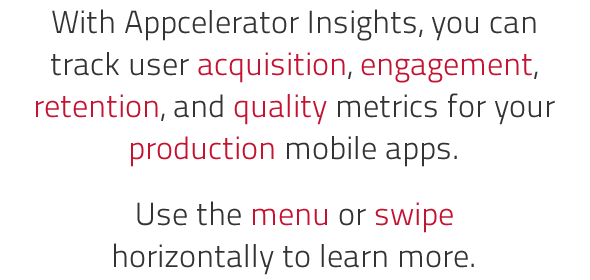 With Appcelerator Insights, you can
track user acquisition, engagement,
retention, and quality metrics for your
production mobile apps.
Use the menu or swipe
horizontally to learn more.